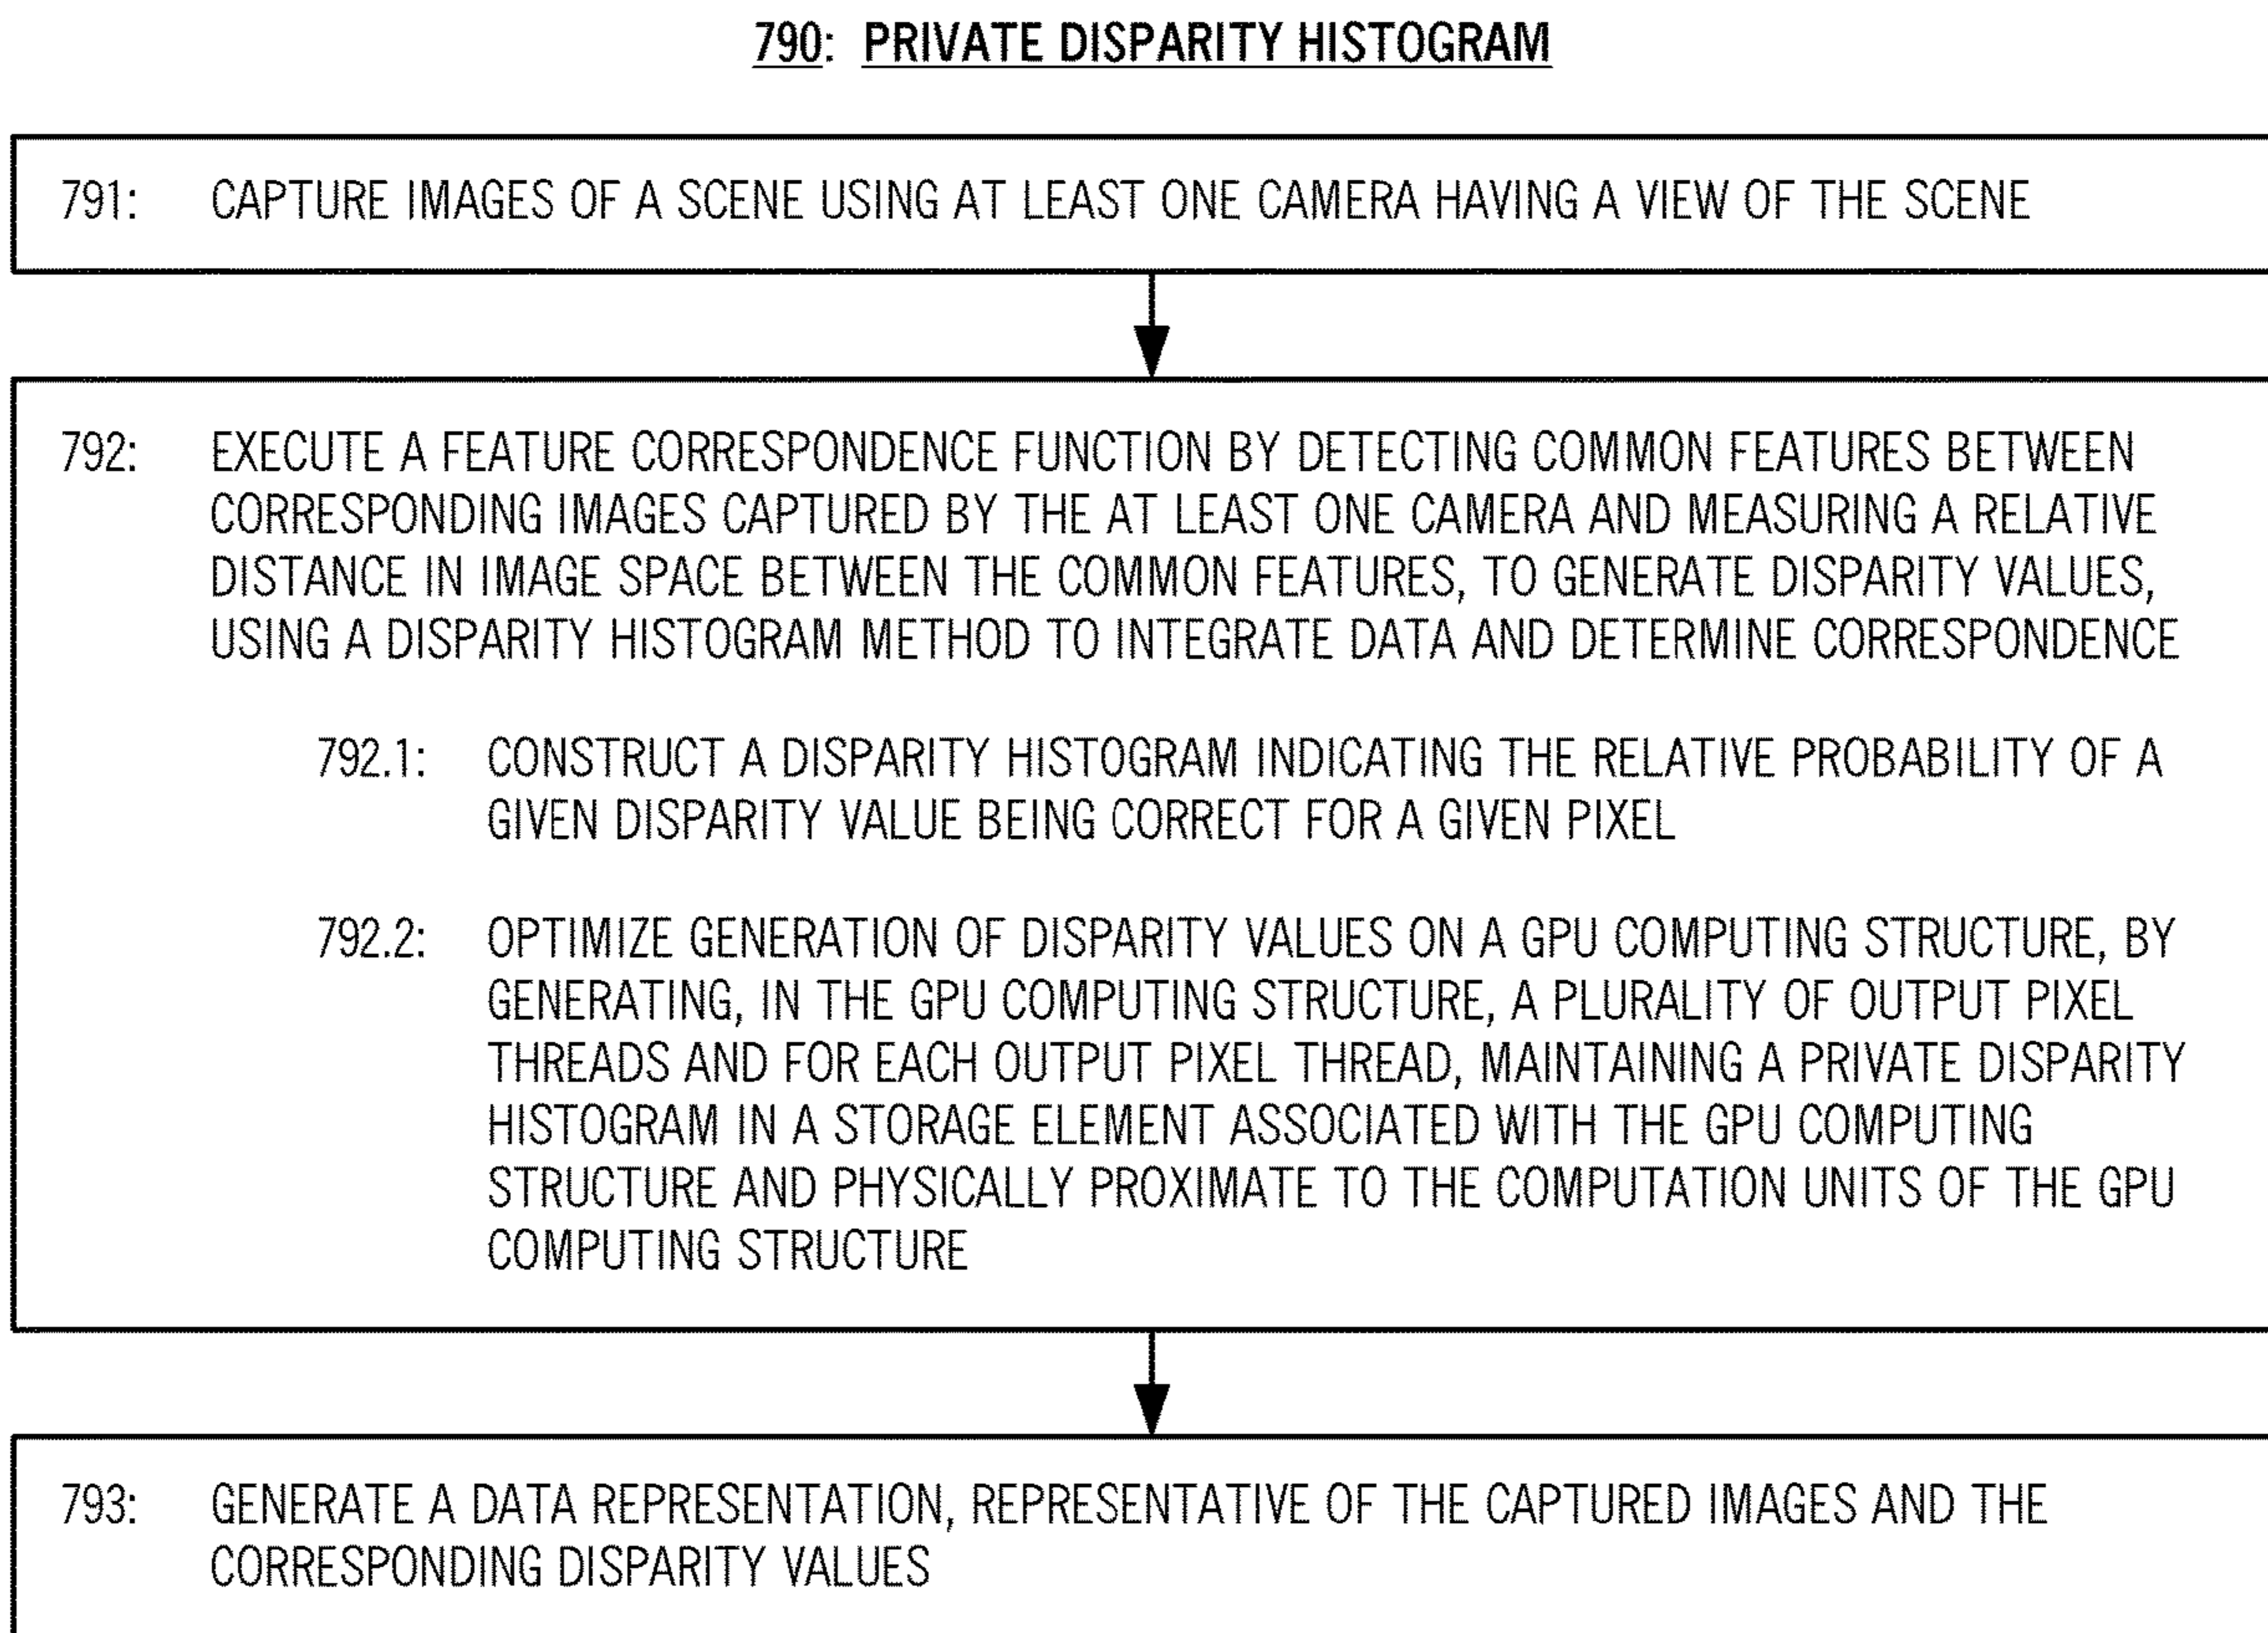 790: PRIVATE DISPARITY HISTOGRAM
791: CAPTURE IMAGES OF A SCENE USING AT LEAST ONE CAMERA HAVING A VIEW OF THE SCENE
792: EXECUTE A FEATURE CORRESPONDENCE FUNCTION BY DETECTING COMMON FEATURES BETWEEN
CORRESPONDING IMAGES CAPTURED BY THE AT LEAST ONE CAMERA AND MEASURING A RELATIVE
DISTANCE IN IMAGE SPACE BETWEEN THE COMMON FEATURES, TO GENERATE DISPARITY VALUES,
USING A DISPARITY HISTOGRAM METHOD TO INTEGRATE DATA AND DETERMINE CORRESPONDENCE
792.1: CONSTRUCT A DISPARITY HISTOGRAM INDICATING THE RELATIVE PROBABILITY OF A
GIVEN DISPARITY VALUE BEING CORRECT FOR A GIVEN PIXEL
792.2: OPTIMIZE GENERATION OF DISPARITY VALUES ON A GPU COMPUTING STRUCTURE, BY
GENERATING, IN THE GPU COMPUTING STRUCTURE, A PLURALITY OF OUTPUT PIXEL
THREADS AND FOR EACH OUTPUT PIXEL THREAD, MAINTAINING A PRIVATE DISPARITY
HISTOGRAM IN A STORAGE ELEMENT ASSOCIATED WITH THE GPU COMPUTING
STRUCTURE AND PHYSICALLY PROXIMATE TO THE COMPUTATION UNITS OF THE GPU
COMPUTING STRUCTURE
793: GENERATE A DATA REPRESENTATION, REPRESENTATIVE OF THE CAPTURED IMAGES AND THE
CORRESPONDING DISPARITY VALUES